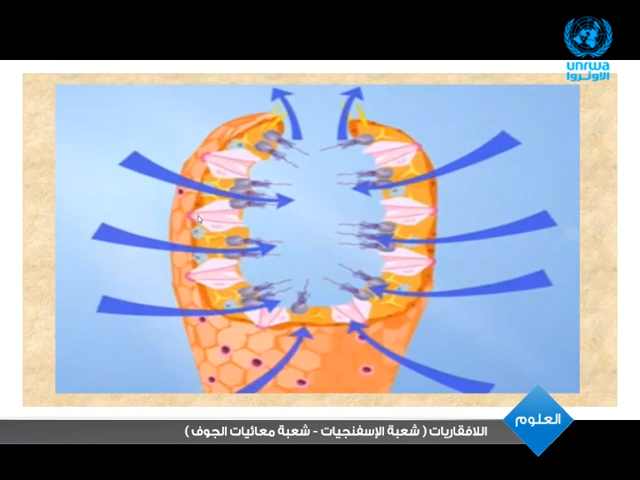 unrwa
الأونروا
العلوم
اللافقاريات ( شعبة الإسفنجيات - شعبة معائيات الجوف )